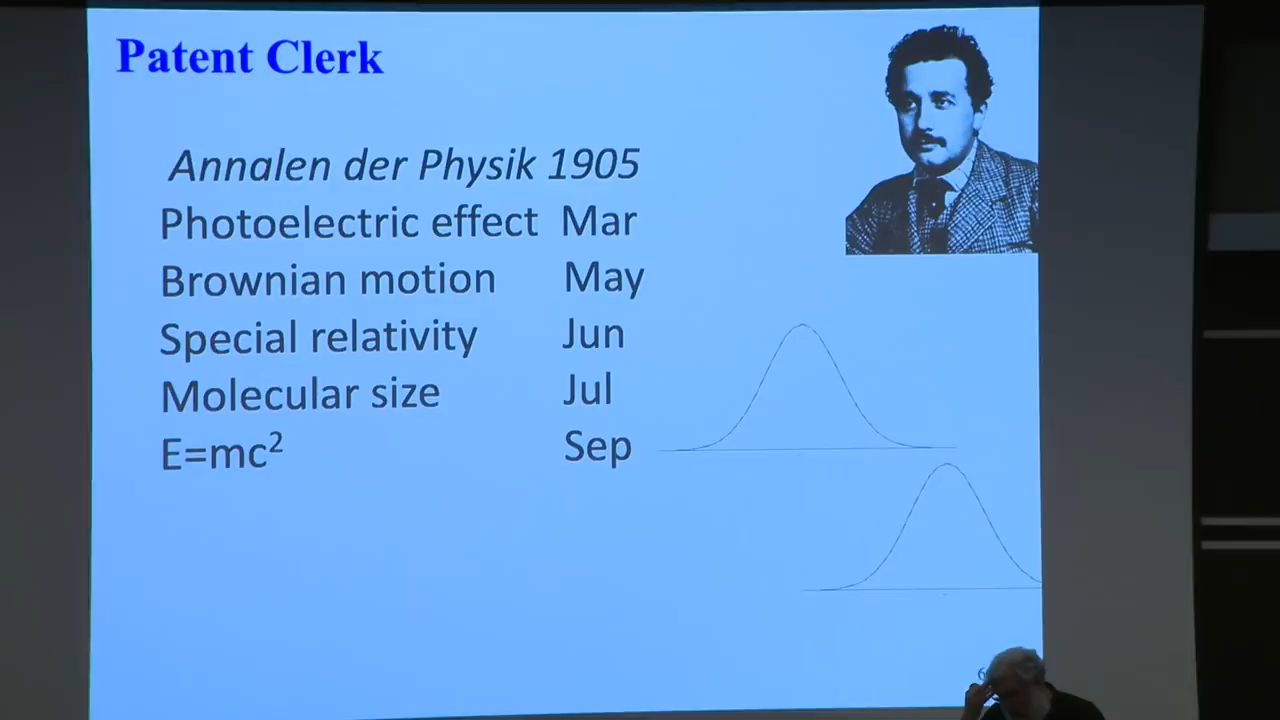 Patent Clerk
Annalen der Physik 1905
Photoelectric effect Mar
Brownian motion May
Special relativity Jun
Molecular size Jul
E=mc²
Sep